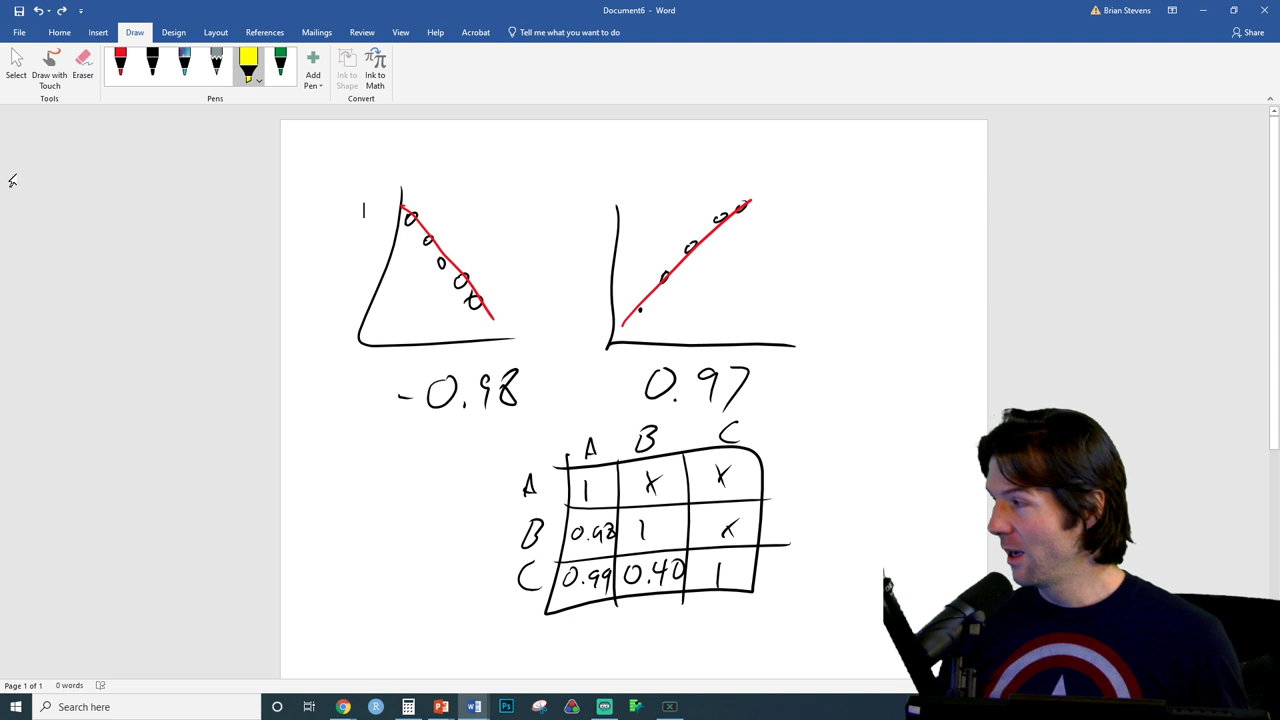 Document6 - Word
Brian Stevens
File Home Insert Draw Design Layout References Mailings Review View Help Acrobat Tell me what you want to do Share
Select Draw with Touch Eraser Add Pen Ink to Shape Ink to Math
Tools Pens Convert
-0.98 0.97
A B C
A 1 X X
B 0.98 1 X
C 0.99 0.40 1
Page 1 of 1 0 words
Search here